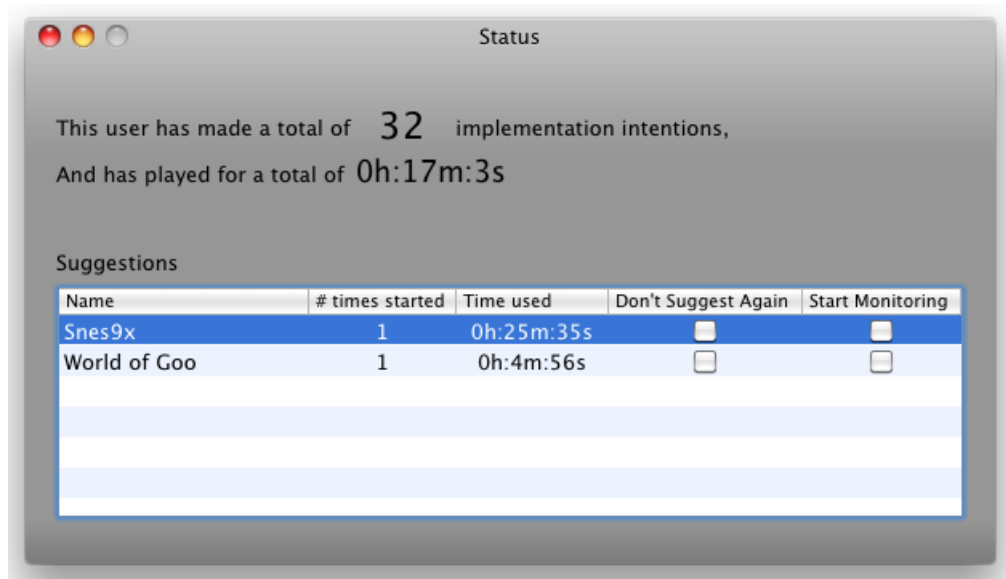 Status
This user has made a total of 32 implementation intentions,
And has played for a total of 0h:17m:3s
Suggestions
Name # times started Time used Don't Suggest Again Start Monitoring
Snes9x 1 0h:25m:35s
World of Goo 1 0h:4m:56s